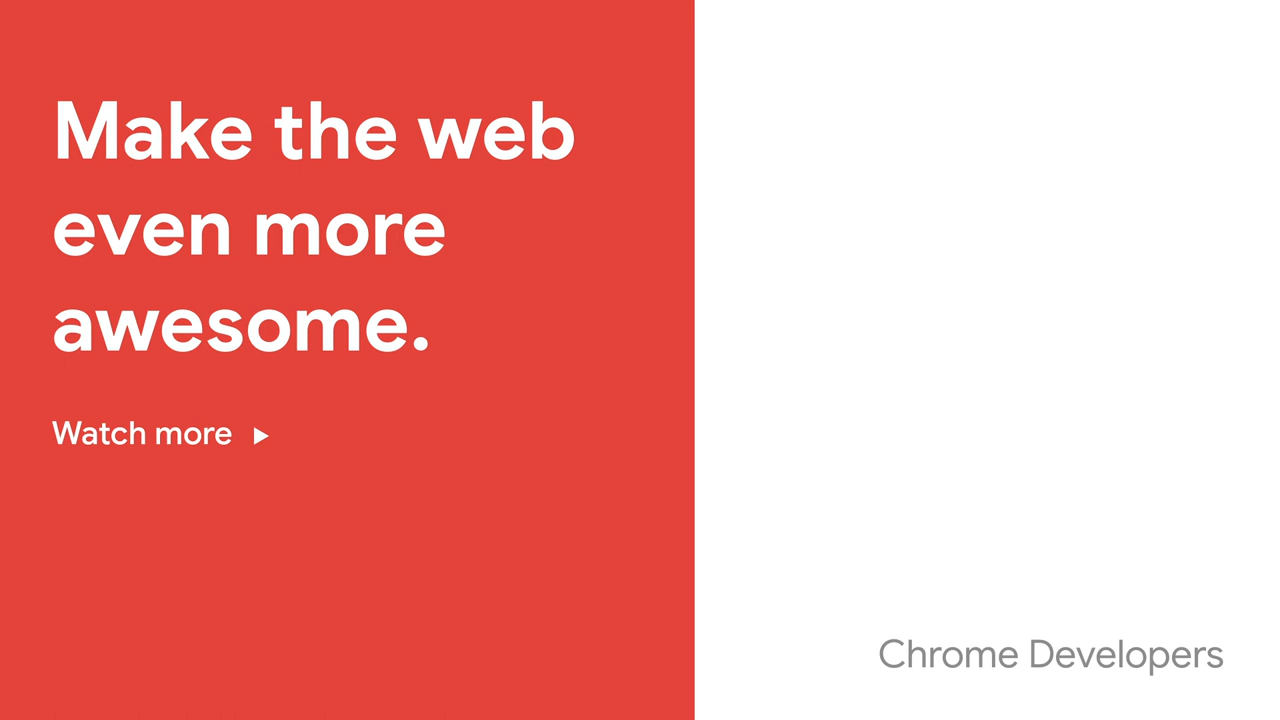 Make the web
even more
awesome.
Watch more
Chrome Developers